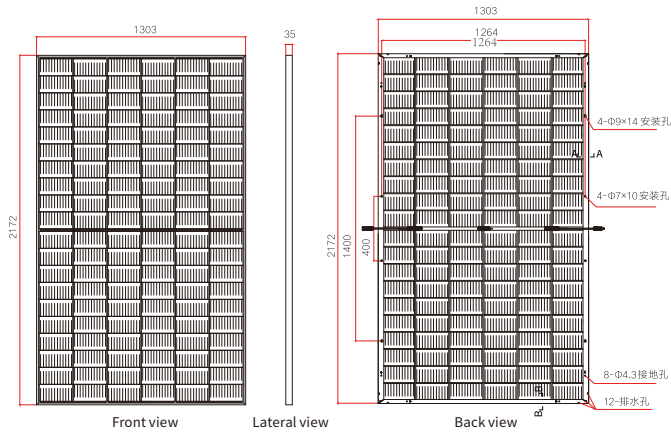 1303
35
1303
1264
1264
4-Φ9×14 安装孔
A
A
4-Φ7×10 安装孔
2172
2172
1400
400
8-Φ4.3 接地孔
B
12-排水孔
B
Front view
Lateral view
Back view